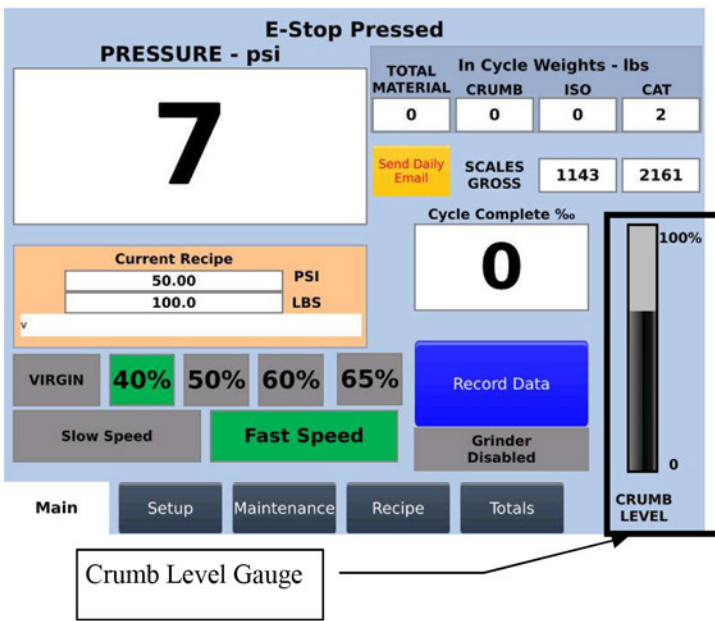 E-Stop Pressed
PRESSURE - psi
7
In Cycle Weights - lbs
TOTAL
MATERIAL
CRUMB
ISO
CAT
0
0
0
2
Send Daily
Email
SCALES
GROSS
1143
2161
Cycle Complete %₀
0
100%
0
CRUMB
LEVEL
Current Recipe
50.00
PSI
100.0
LBS
v
VIRGIN
40%
50%
60%
65%
Slow Speed
Fast Speed
Record Data
Grinder
Disabled
Main
Setup
Maintenance
Recipe
Totals
Crumb Level Gauge